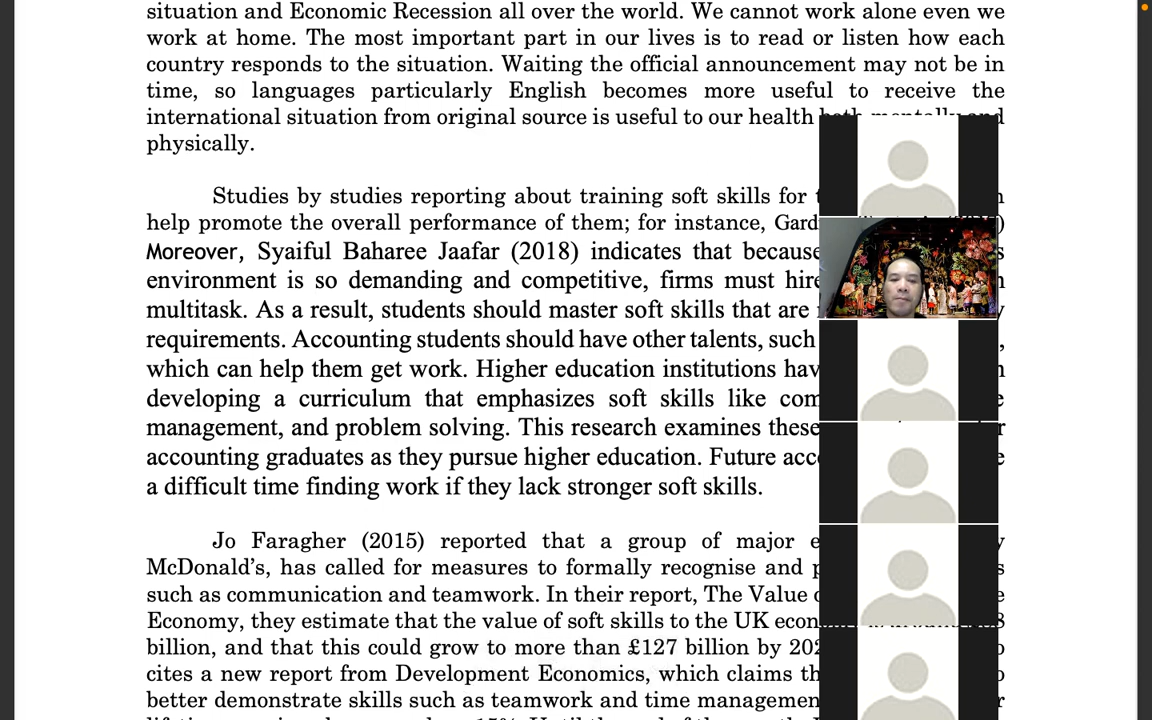 situation and Economic Recession all over the world. We cannot work alone even we
work at home. The most important part in our lives is to read or listen how each
country responds to the situation. Waiting the official announcement may not be in
time, so languages particularly English becomes more useful to receive the
international situation from original source is useful to our health both mentally and
physically.
Studies by studies reporting about training soft skills for
help promote the overall performance of them; for instance,
Moreover, Syaiful Baharee Jaafar (2018) indicates that because
environment is so demanding and competitive, firms must hire
multitask. As a result, students should master soft skills that are
requirements. Accounting students should have other talents, such
which can help them get work. Higher education institutions
developing a curriculum that emphasizes soft skills like
management, and problem solving. This research examines these
accounting graduates as they pursue higher education. Future
a difficult time finding work if they lack stronger soft skills.
Jo Faragher (2015) reported that a group of major
McDonald's, has called for measures to formally recognise and
such as communication and teamwork. In their report, The Value
Economy, they estimate that the value of soft skills to the UK
billion, and that this could grow to more than £127 billion by
cites a new report from Development Economics, which claims
better demonstrate skills such as teamwork and time